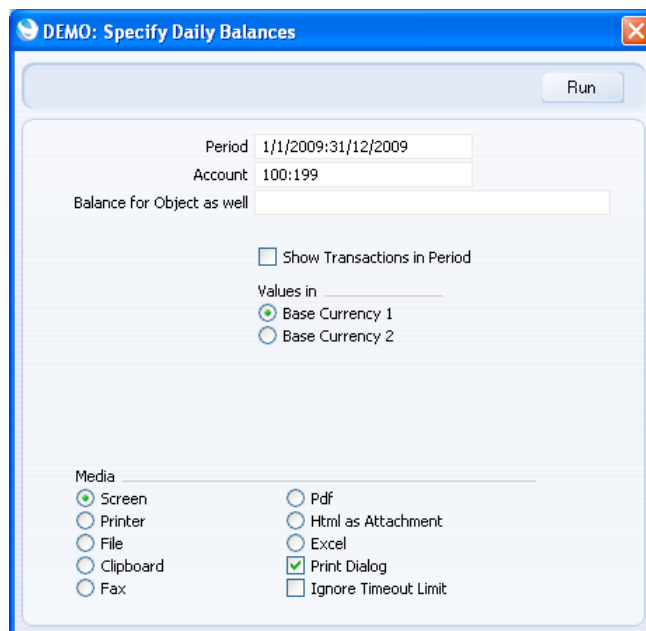 DEMO: Specify Daily Balances
Run
Period 1/1/2009:31/12/2009
Account 100:199
Balance for Object as well
Show Transactions in Period
Values in
Base Currency 1
Base Currency 2
Media
Screen Pdf
Printer Html as Attachment
File Excel
Clipboard Print Dialog
Fax Ignore Timeout Limit